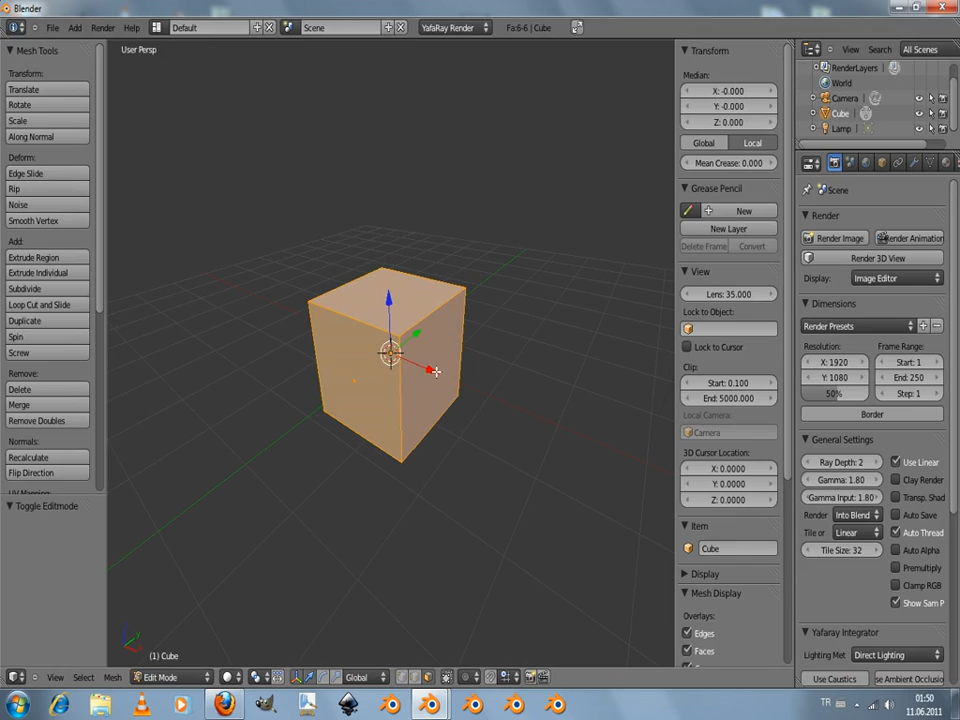 Blender
File Add Render Help Default Scene YafaRay Render Fa:6-6 | Cube
Mesh Tools
Transform:
Translate
Rotate
Scale
Along Normal
Deform:
Edge Slide
Rip
Noise
Smooth Vertex
Add:
Extrude Region
Extrude Individual
Subdivide
Loop Cut and Slide
Duplicate
Spin
Screw
Remove:
Delete
Merge
Remove Doubles
Normals:
Recalculate
Flip Direction
UV Mapping
Toggle Editmode
User Persp
(1) Cube
View Select Mesh Edit Mode Global
Transform
Median:
X: -0.000
Y: -0.000
Z: 0.000
Global Local
Mean Crease: 0.000
Grease Pencil
New
New Layer
Delete Frame Convert
View
Lens: 35.000
Lock to Object:
Lock to Cursor
Clip:
Start: 0.100
End: 5000.000
Local Camera:
Camera
3D Cursor Location:
X: 0.0000
Y: 0.0000
Z: 0.0000
Item
Cube
Display
Mesh Display
Overlays:
Edges
Faces
View Search All Scenes
RenderLayers
World
Camera
Cube
Lamp
Scene
Render
Render Image Render Animation
Render 3D View
Display: Image Editor
Dimensions
Render Presets
Resolution: Frame Range:
X: 1920 Start: 1
Y: 1080 End: 250
50% Step: 1
Border
General Settings
Ray Depth: 2 Use Linear
Gamma: 1.80 Clay Render
Gamma Input: 1.80 Transp. Shad
Render Into Blend Auto Save
Tile or Linear Auto Thread
Tile Size: 32 Auto Alpha
Premultiply
Clamp RGB
Show Sam P
Yafaray Integrator
Lighting Met Direct Lighting
Use Caustics se Ambient Occlusio
TR 01:50
11.06.2011